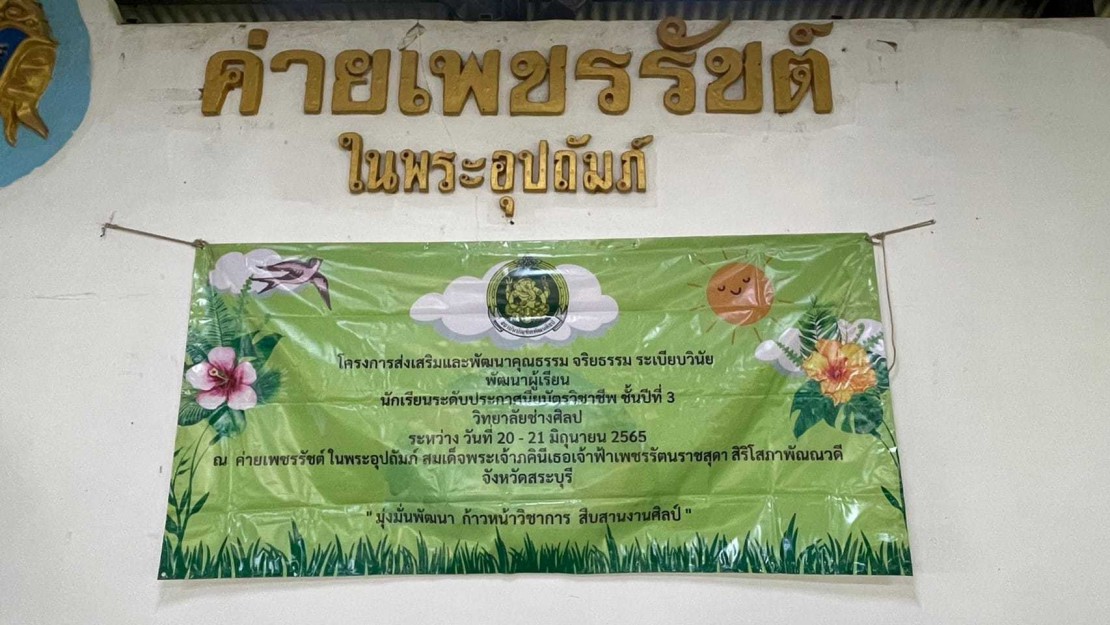 ค่ายเพชรรัชต์
ในพระอุปถัมภ์
โครงการส่งเสริมและพัฒนาคุณธรรม จริยธรรม ระเบียบวินัย
พัฒนาผู้เรียน
นักเรียนระดับประกาศนียบัตรวิชาชีพ ชั้นปีที่ 3
วิทยาลัยช่างศิลป
ระหว่าง วันที่ 20 - 21 มิถุนายน 2565
ณ ค่ายเพชรรัชต์ ในพระอุปถัมภ์ สมเด็จพระเจ้าภคินีเธอเจ้าฟ้าเพชรรัตนราชสุดา สิริโสภาพัณณวดี
จังหวัดสระบุรี
" มุ่งมั่นพัฒนา ก้าวหน้าวิชาการ สืบสานงานศิลป์ "